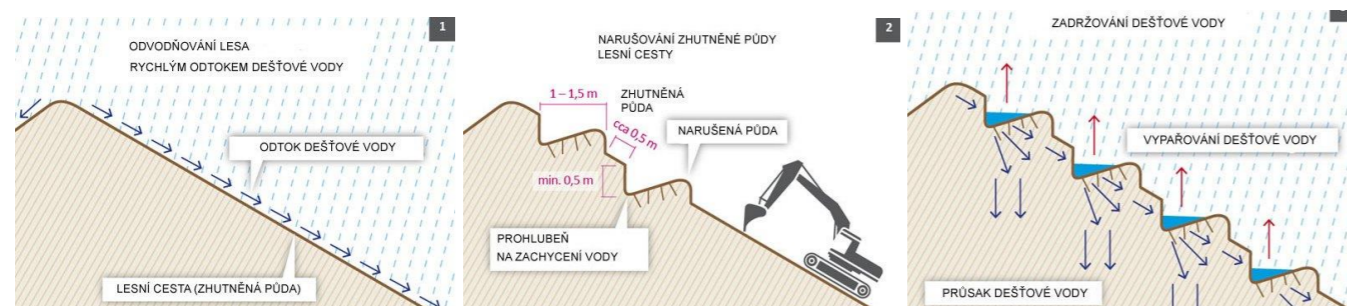 1
ODVODŇOVÁNÍ LESA
RYCHLÝM ODTOKEM DEŠTOVÉ VODY
ODTOK DEŠTOVÉ VODY
LESNÍ CESTA (ZHUTNĚNÁ PŮDA)
2
NARUŠOVÁNÍ ZHUTNĚNÉ PŮDY
LESNÍ CESTY
1 – 1,5 m
ZHUTNĚNÁ
PŮDA
cca 0,5 m
NARUŠENÁ PŮDA
min. 0,5 m
PROHLUBEŇ
NA ZACHYCENÍ VODY
ZADRŽOVÁNÍ DEŠŤOVÉ VODY
VYPAŘOVÁNÍ DEŠŤOVÉ VODY
PRŮSAK DEŠŤOVÉ VODY